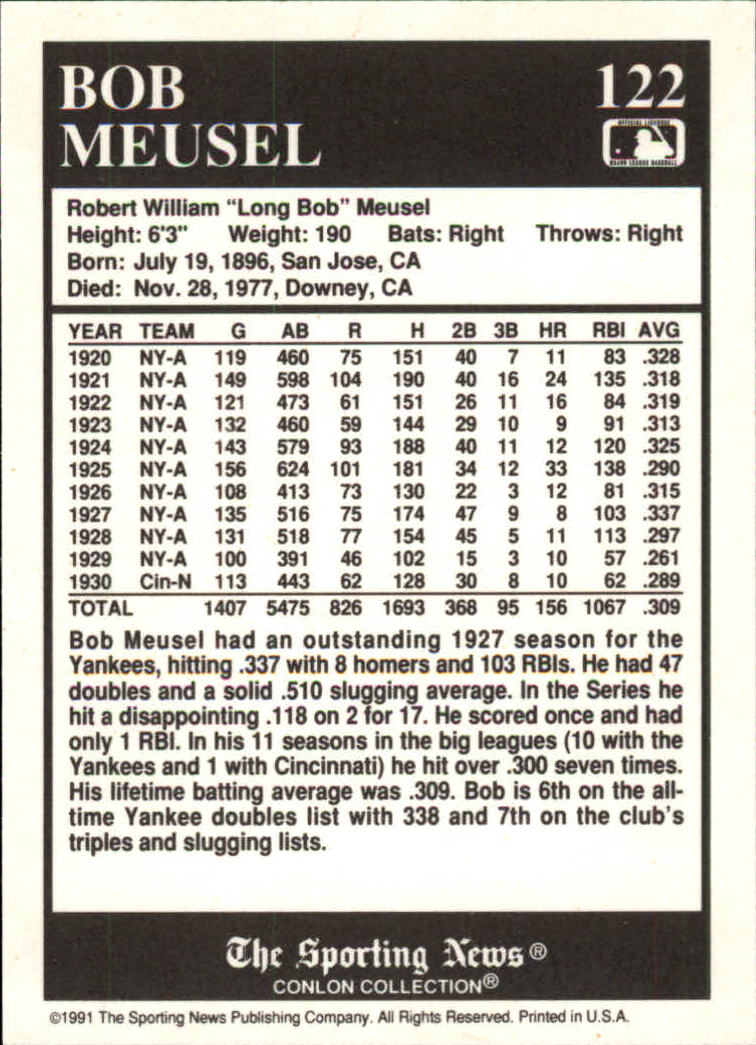 BOB
MEUSEL
122
OFFICIAL LICENSEE
MAJOR LEAGUE BASEBALL
Robert William “Long Bob” Meusel
Height: 6'3" Weight: 190 Bats: Right Throws: Right
Born: July 19, 1896, San Jose, CA
Died: Nov. 28, 1977, Downey, CA
YEAR TEAM G AB R H 2B 3B HR RBI AVG
1920 NY-A 119 460 75 151 40 7 11 83 .328
1921 NY-A 149 598 104 190 40 16 24 135 .318
1922 NY-A 121 473 61 151 26 11 16 84 .319
1923 NY-A 132 460 59 144 29 10 9 91 .313
1924 NY-A 143 579 93 188 40 11 12 120 .325
1925 NY-A 156 624 101 181 34 12 33 138 .290
1926 NY-A 108 413 73 130 22 3 12 81 .315
1927 NY-A 135 516 75 174 47 9 8 103 .337
1928 NY-A 131 518 77 154 45 5 11 113 .297
1929 NY-A 100 391 46 102 15 3 10 57 .261
1930 Cin-N 113 443 62 128 30 8 10 62 .289
TOTAL 1407 5475 826 1693 368 95 156 1067 .309
Bob Meusel had an outstanding 1927 season for the
Yankees, hitting .337 with 8 homers and 103 RBIs. He had 47
doubles and a solid .510 slugging average. In the Series he
hit a disappointing .118 on 2 for 17. He scored once and had
only 1 RBI. In his 11 seasons in the big leagues (10 with the
Yankees and 1 with Cincinnati) he hit over .300 seven times.
His lifetime batting average was .309. Bob is 6th on the all-
time Yankee doubles list with 338 and 7th on the club's
triples and slugging lists.
The Sporting News®
CONLON COLLECTION®
©1991 The Sporting News Publishing Company. All Rights Reserved. Printed in U.S.A.